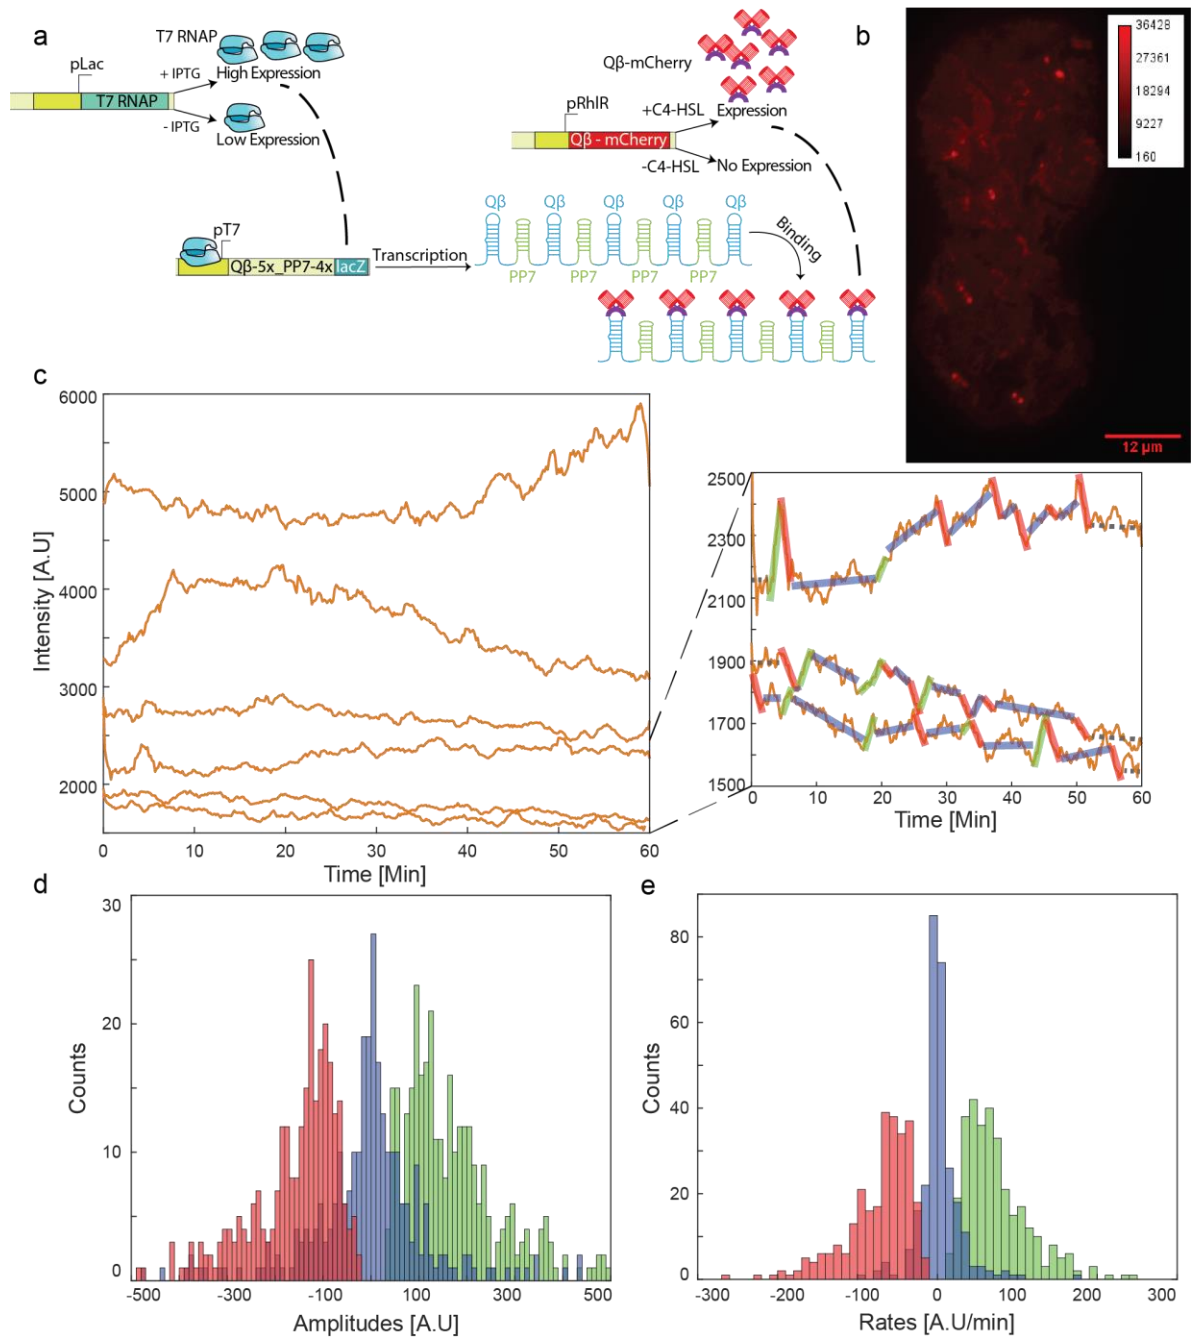 a
T7 RNAP
pLac
+ IPTG
High Expression
T7 RNAP
- IPTG
Low Expression
Qβ-mCherry
pRhlR
+C4-HSL
Expression
Qβ - mCherry
-C4-HSL
No Expression
pT7
Qβ-5x_PP7-4x
lacZ
Transcription
Qβ
Qβ
Qβ
Qβ
Qβ
PP7
PP7
PP7
PP7
Binding
b
36428
27361
18294
9227
160
12 µm
c
6000
5000
4000
3000
2000
Intensity [A.U]
0
10
20
30
40
50
60
Time [Min]
2500
2300
2100
1900
1700
1500
0
10
20
30
40
50
60
Time [Min]
d
30
20
10
0
Counts
-500
-300
-100
100
300
500
Amplitudes [A.U]
e
80
60
40
20
0
Counts
-300
-200
-100
0
100
200
300
Rates [A.U/min]